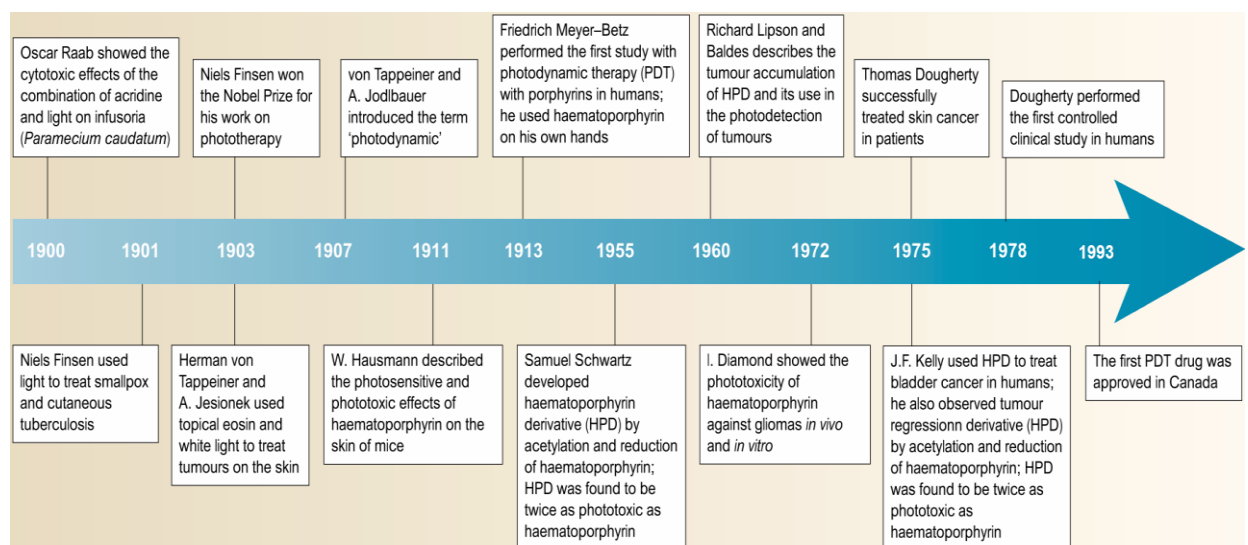 Oscar Raab showed the
cytotoxic effects of the
combination of acridine
and light on infusoria
(Paramecium caudatum)
Niels Finsen won
the Nobel Prize for
his work on
phototherapy
von Tappeiner and
A. Jodlbauer
introduced the term
‘photodynamic’
Friedrich Meyer–Betz
performed the first study with
photodynamic therapy (PDT)
with porphyrins in humans;
he used haematoporphyrin
on his own hands
Richard Lipson and
Baldes describes the
tumour accumulation
of HPD and its use in
the photodetection
of tumours
Thomas Dougherty
successfully
treated skin cancer
in patients
Dougherty performed
the first controlled
clinical study in humans
1900 1901 1903 1907 1911 1913 1955 1960 1972 1975 1978 1993
Niels Finsen used
light to treat smallpox
and cutaneous
tuberculosis
Herman von
Tappeiner and
A. Jesionek used
topical eosin and
white light to treat
tumours on the skin
W. Hausmann described
the photosensitive and
phototoxic effects of
haematoporphyrin on the
skin of mice
Samuel Schwartz
developed
haematoporphyrin
derivative (HPD) by
acetylation and reduction
of haematoporphyrin;
HPD was found to be
twice as phototoxic as
haematoporphyrin
I. Diamond showed the
phototoxicity of
haematoporphyrin
against gliomas in vivo
and in vitro
J.F. Kelly used HPD to treat
bladder cancer in humans;
he also observed tumour
regressionn derivative (HPD)
by acetylation and reduction
of haematoporphyrin; HPD
was found to be twice as
phototoxic as
haematoporphyrin
The first PDT drug was
approved in Canada